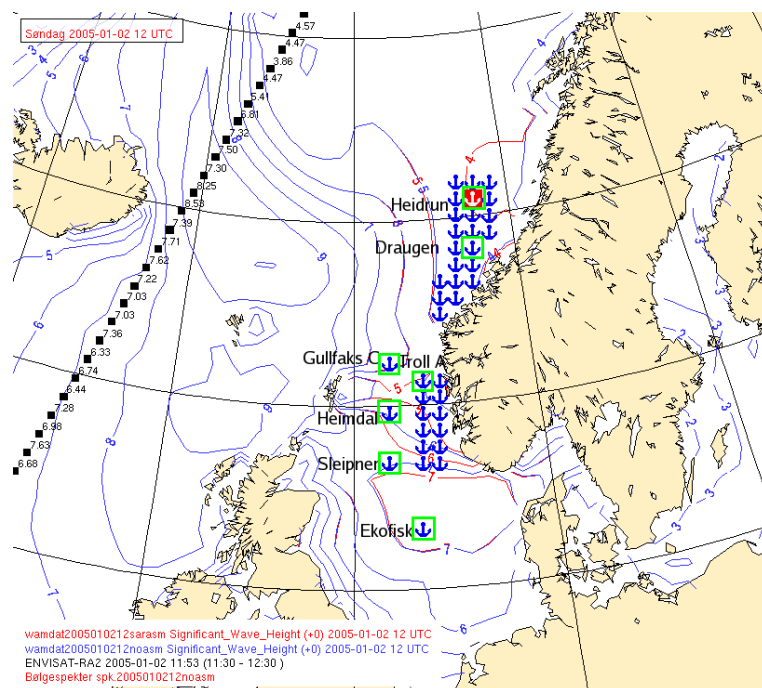 Søndag 2005-01-02 12 UTC
4.57
4.47
3.86
4.47
5.41
6.81
7.32
7.50
7.30
8.25
8.53
7.39
7.71
7.62
7.22
7.03
7.03
7.36
6.33
6.74
6.44
7.28
6.98
7.63
6.68
Heidrun
Draugen
Gullfaks C
Troll A
Heimdal
Sleipner
Ekofisk
wamdat2005010212sarasm Significant_Wave_Height (+0) 2005-01-02 12 UTC
wamdat2005010212noasm Significant_Wave_Height (+0) 2005-01-02 12 UTC
ENVISAT-RA2 2005-01-02 11:53 (11:30 - 12:30 )
Bølgespekter spk.2005010212noasm